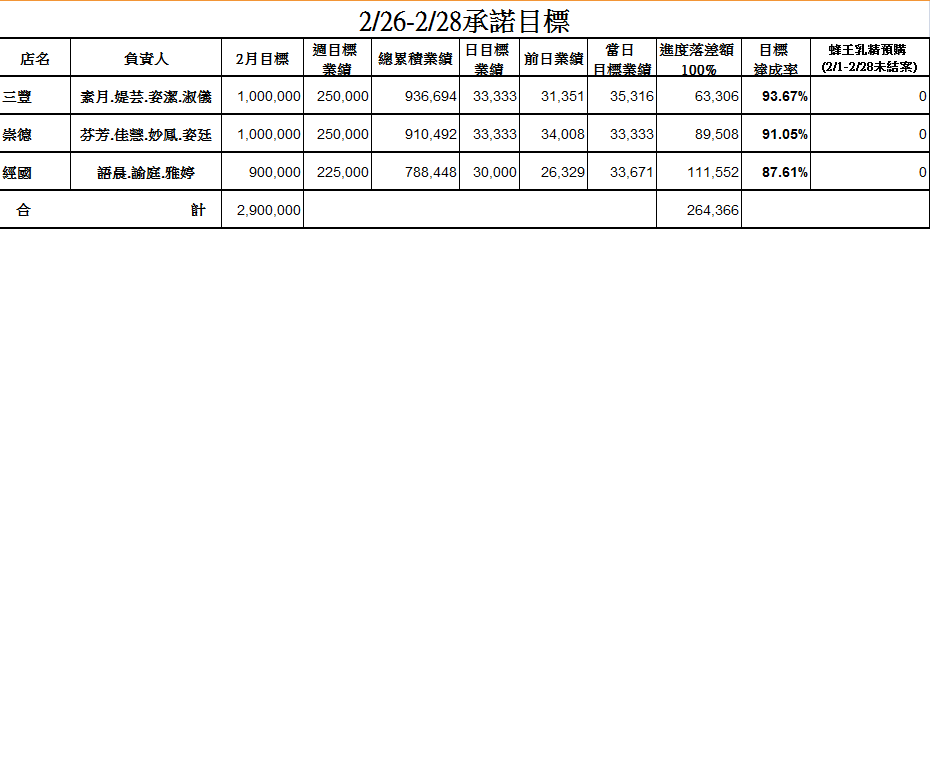 2/26-2/28承諾目標
店名 負責人 2月目標 週目標業績 總累積業績 日目標業績 前日業績 當日目標業績 進度落差額100% 目標達成率 蜂王乳精預購(2/1-2/28未結案)
三豐 素月.媞芸.姿潔.淑儀 1,000,000 250,000 936,694 33,333 31,351 35,316 63,306 93.67% 0
崇德 芬芳.佳慧.妙鳳.姿廷 1,000,000 250,000 910,492 33,333 34,008 33,333 89,508 91.05% 0
經國 語晨.諭庭.雅婷 900,000 225,000 788,448 30,000 26,329 33,671 111,552 87.61% 0
合計 2,900,000 264,366